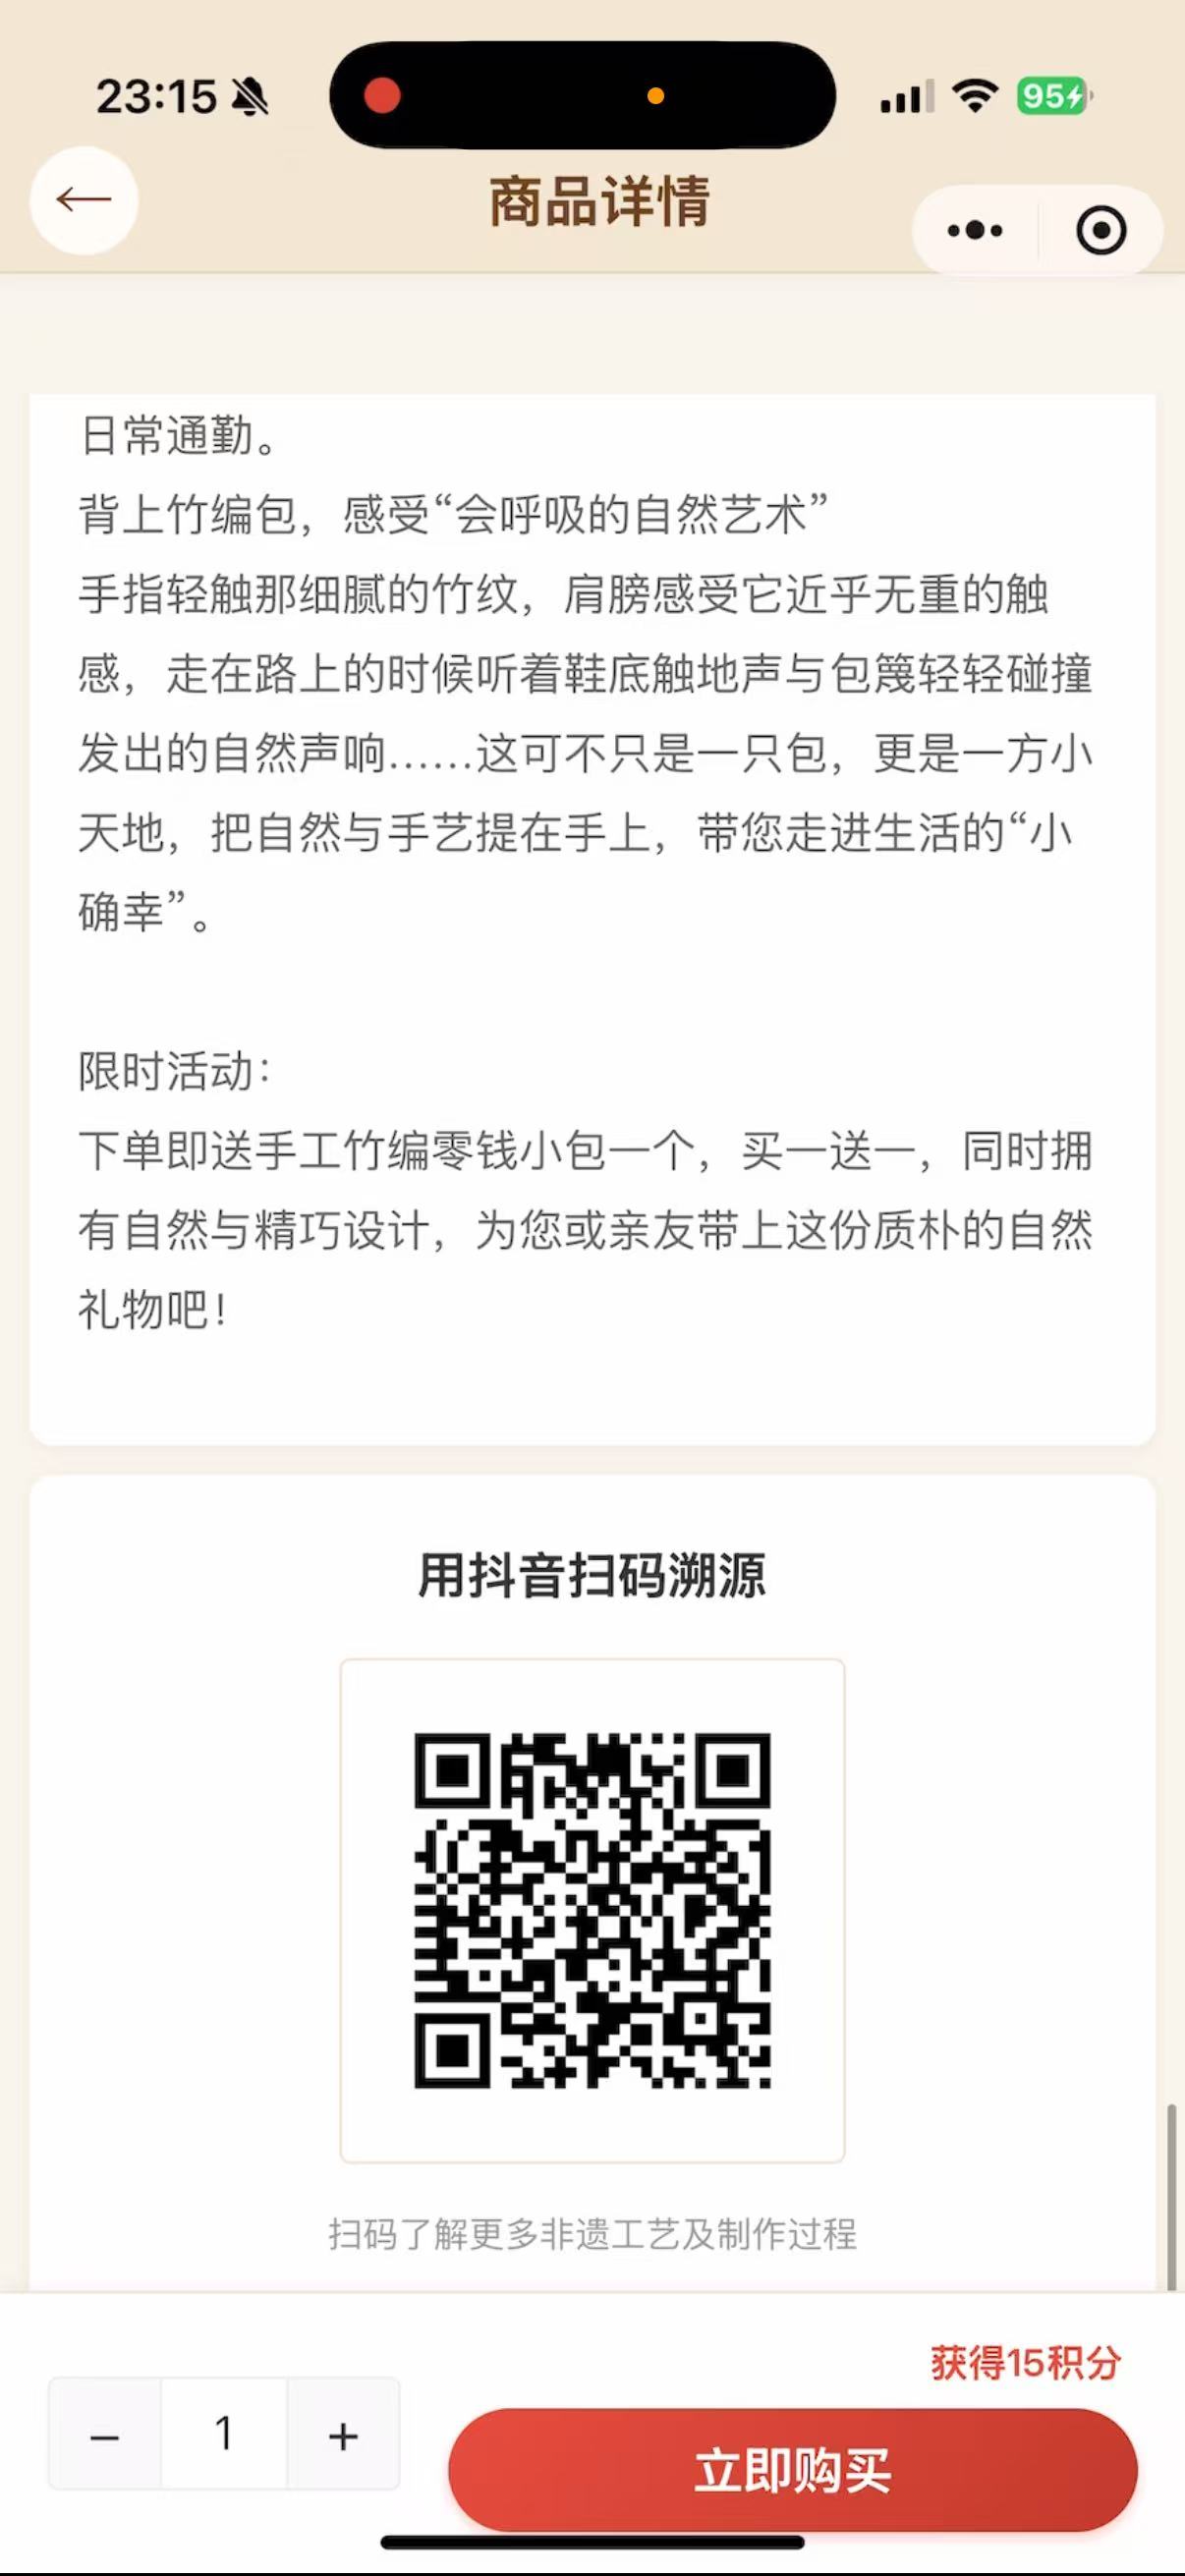 23:15
95
商品详情
日常通勤。
背上竹编包，感受“会呼吸的自然艺术”
手指轻触那细腻的竹纹，肩膀感受它近乎无重的触
感，走在路上的时候听着鞋底触地声与包篾轻轻碰撞
发出的自然声响……这可不只是一只包，更是一方小
天地，把自然与手艺提在手上，带您走进生活的“小
确幸”。
限时活动：
下单即送手工竹编零钱小包一个，买一送一，同时拥
有自然与精巧设计，为您或亲友带上这份质朴的自然
礼物吧！
用抖音扫码溯源
扫码了解更多非遗工艺及制作过程
获得15积分
− 1 +
立即购买